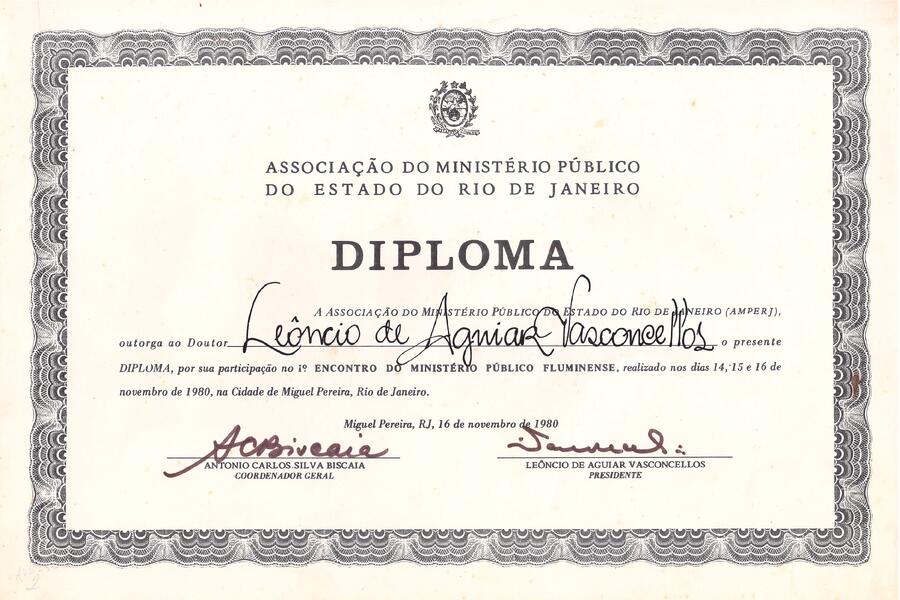 ASSOCIAÇÃO DO MINISTÉRIO PÚBLICO
DO ESTADO DO RIO DE JANEIRO
DIPLOMA
A ASSOCIAÇÃO DO MINISTÉRIO PÚBLICO DO ESTADO DO RIO DE JANEIRO (AMPERJ),
outorga ao Doutor Leôncio de Aguiar Vasconcellos o presente
DIPLOMA, por sua participação no 1º ENCONTRO DO MINISTÉRIO PÚBLICO FLUMINENSE, realizado nos dias 14, 15 e 16 de
novembro de 1980, na Cidade de Miguel Pereira, Rio de Janeiro.
Miguel Pereira, RJ, 16 de novembro de 1980
ACBiscaia
ANTONIO CARLOS SILVA BISCAIA
COORDENADOR GERAL
LEÔNCIO DE AGUIAR VASCONCELLOS
PRESIDENTE